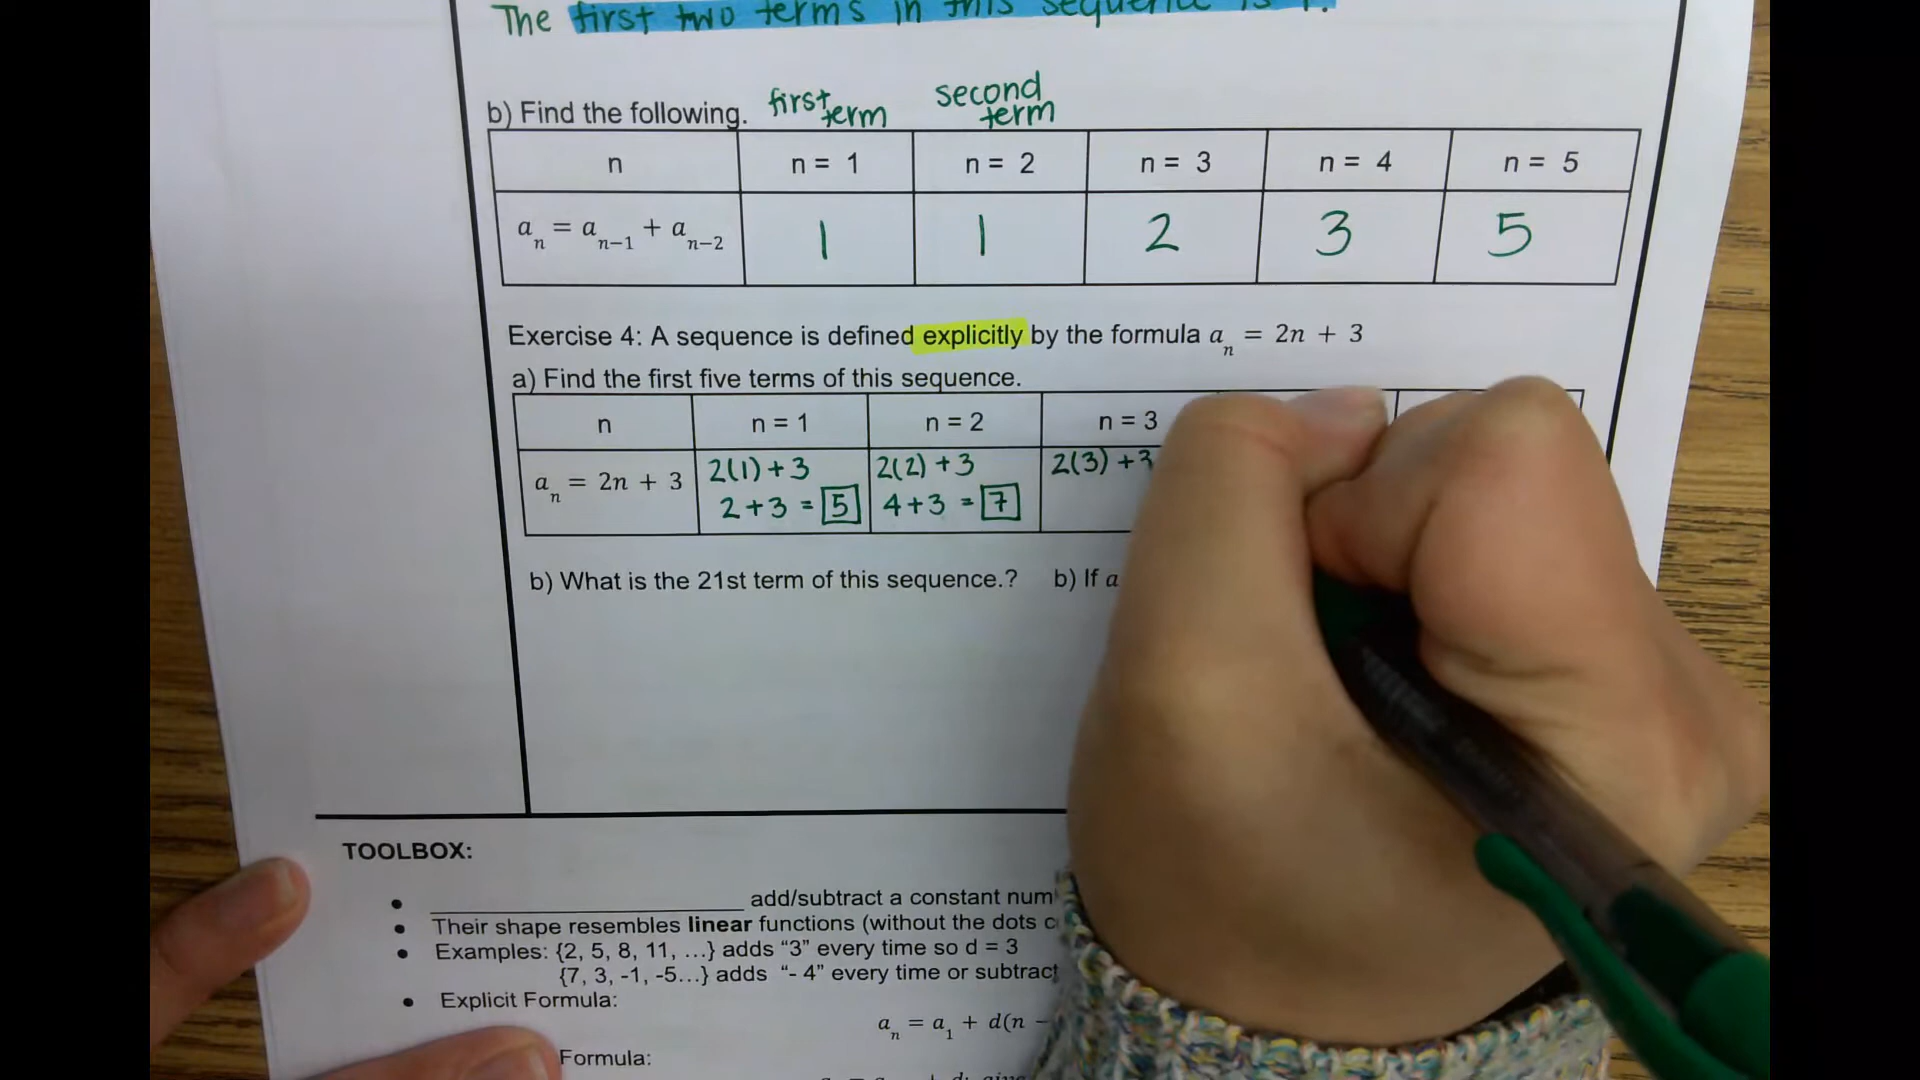 The first two terms in this sequence is 1.
b) Find the following. first term second term
n n = 1 n = 2 n = 3 n = 4 n = 5
aₙ = aₙ₋₁ + aₙ₋₂ 1 1 2 3 5
Exercise 4: A sequence is defined explicitly by the formula aₙ = 2n + 3
a) Find the first five terms of this sequence.
n n = 1 n = 2 n = 3
aₙ = 2n + 3 2(1) + 3 2(2) + 3 2(3) + 3
2 + 3 = 5 4 + 3 = 7
b) What is the 21st term of this sequence.? b) If a
TOOLBOX:
• ____________________ add/subtract a constant num
• Their shape resembles linear functions (without the dots
• Examples: {2, 5, 8, 11, ...} adds “3” every time so d = 3
{7, 3, -1, -5...} adds “- 4” every time or subtract
• Explicit Formula:
aₙ = a₁ + d(n −
Formula: